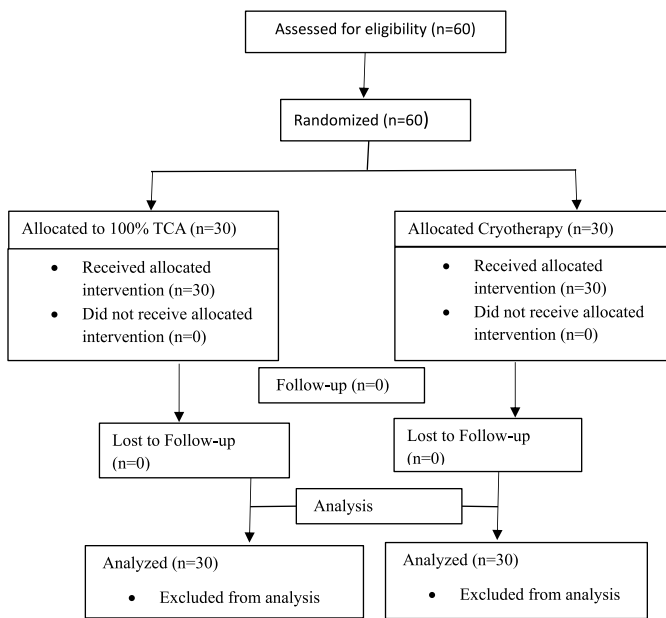 Assessed for eligibility (n=60)
Randomized (n=60)
Allocated to 100% TCA (n=30)
• Received allocated
intervention (n=30)
• Did not receive allocated
intervention (n=0)
Allocated Cryotherapy (n=30)
• Received allocated
intervention (n=30)
• Did not receive allocated
intervention (n=0)
Follow-up (n=0)
Lost to Follow-up
(n=0)
Lost to Follow-up
(n=0)
Analysis
Analyzed (n=30)
• Excluded from analysis
Analyzed (n=30)
• Excluded from analysis